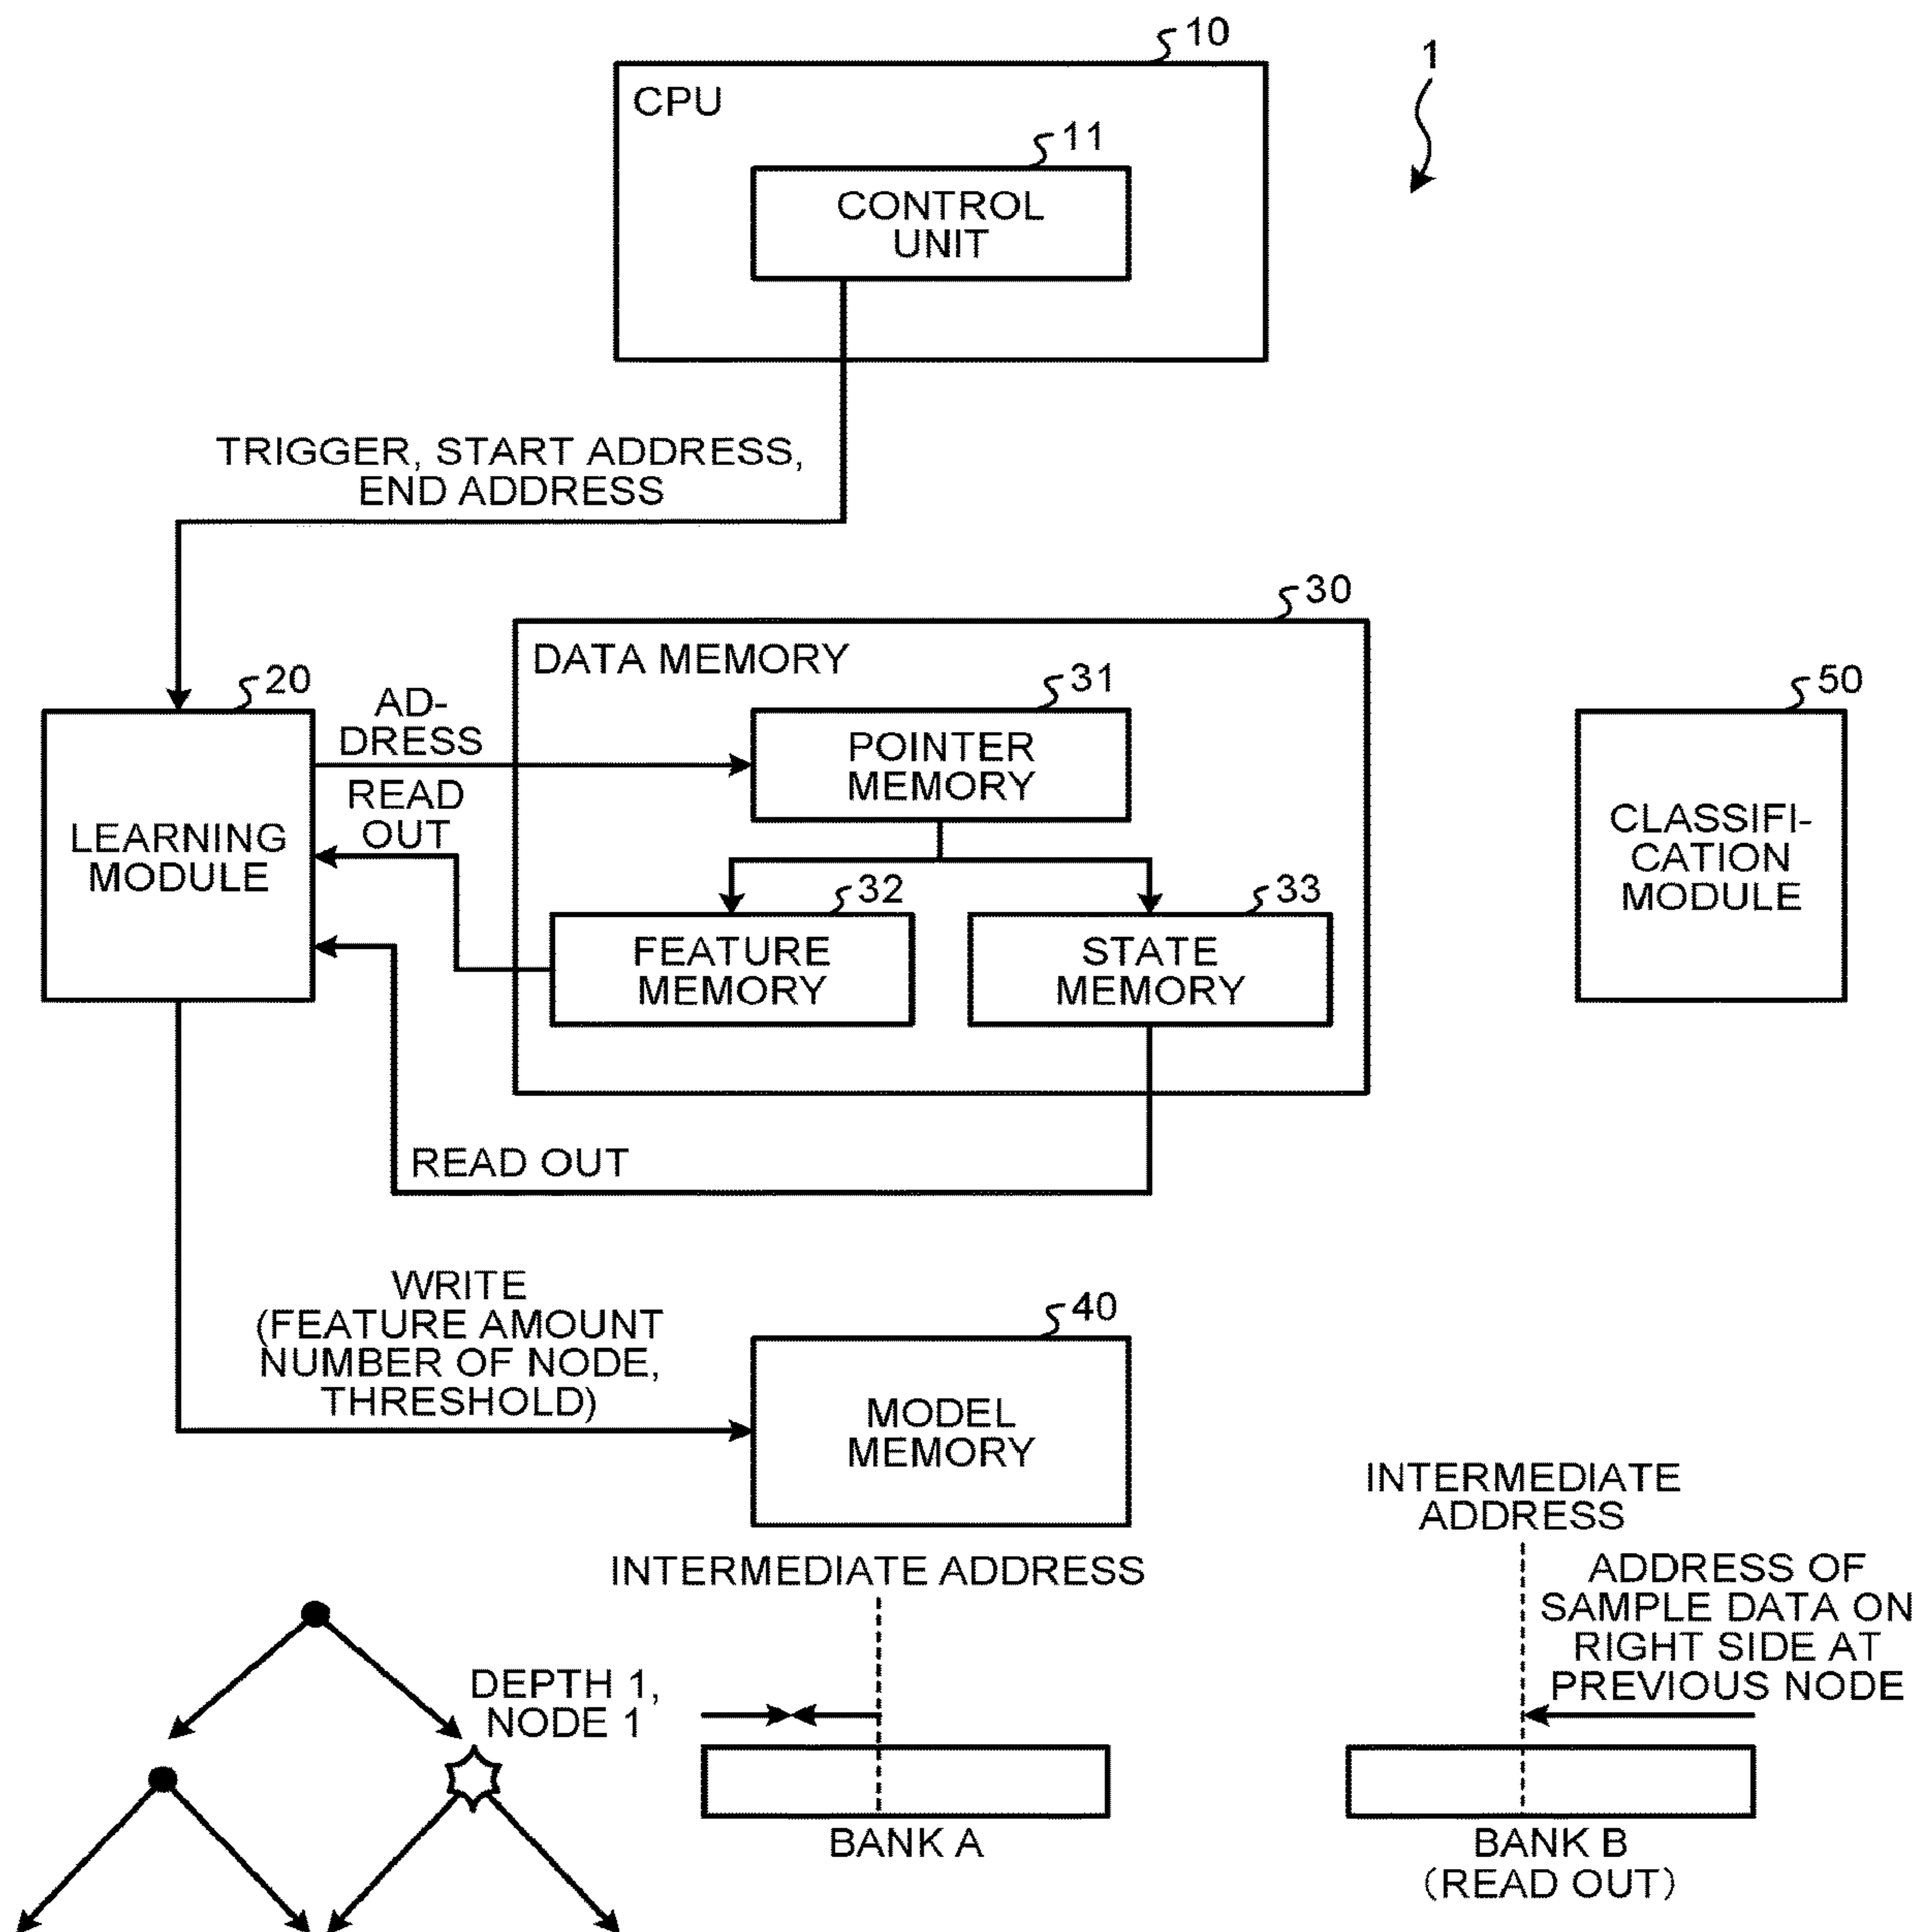 10
1
CPU
11
CONTROL
UNIT
TRIGGER, START ADDRESS,
END ADDRESS
30
DATA MEMORY
20
AD-
DRESS
31
50
POINTER
MEMORY
READ
OUT
LEARNING
MODULE
CLASSIFI-
CATION
MODULE
32
33
FEATURE
MEMORY
STATE
MEMORY
READ OUT
WRITE
(FEATURE AMOUNT
NUMBER OF NODE,
THRESHOLD)
40
MODEL
MEMORY
INTERMEDIATE
ADDRESS
INTERMEDIATE ADDRESS
ADDRESS OF
SAMPLE DATA ON
RIGHT SIDE AT
PREVIOUS NODE
DEPTH 1,
NODE 1
BANK A
BANK B
(READ OUT)